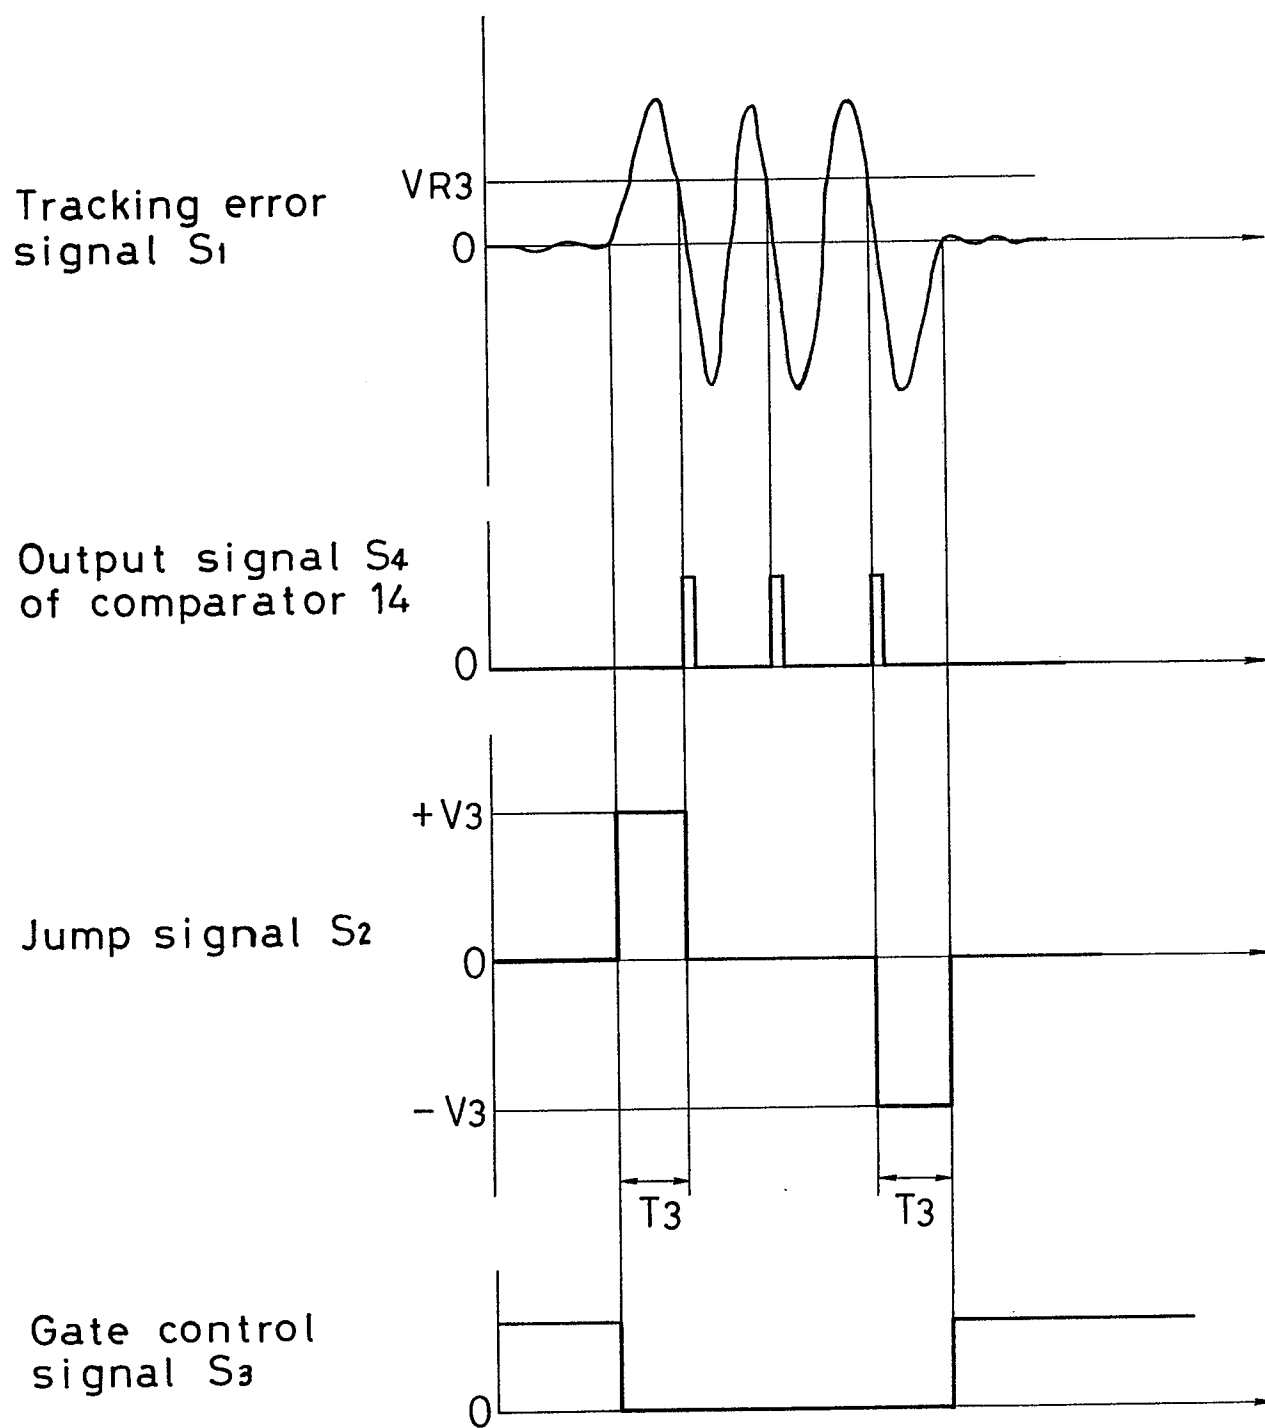 VR3
Tracking error
signal S1
0
Output signal S4
of comparator 14
0
+V3
Jump signal S2
0
-V3
T3
T3
Gate control
signal S3
0